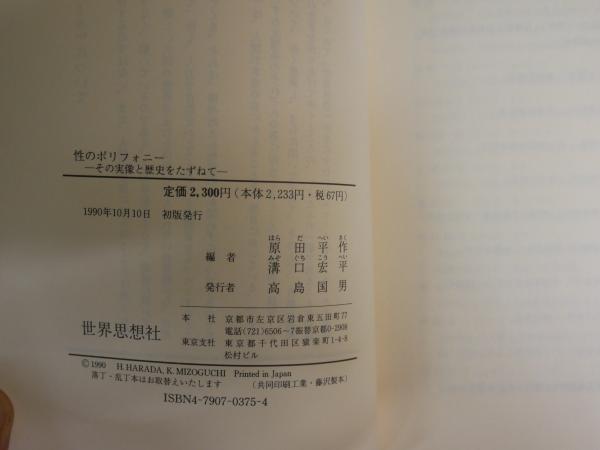 性のポリフォニー
—その実像と歴史をたずねて—
定価2,300円(本体2,233円・税67円)
1990年10月10日 初版発行
はら だ へい さく
編者 原田平作
みぞ ぐち こう へい
溝口宏平
発行者 高島国男
世界思想社
本社 京都市左京区岩倉東五田町77
電話(721)6506~7振替京都0-2908
東京支社 東京都千代田区猿楽町1-4-8
松村ビル
©1990 H. HARADA, K. MIZOGUCHI Printed in Japan
落丁・乱丁本はお取替えいたします (共同印刷工業・藤沢製本)
ISBN4-7907-0375-4